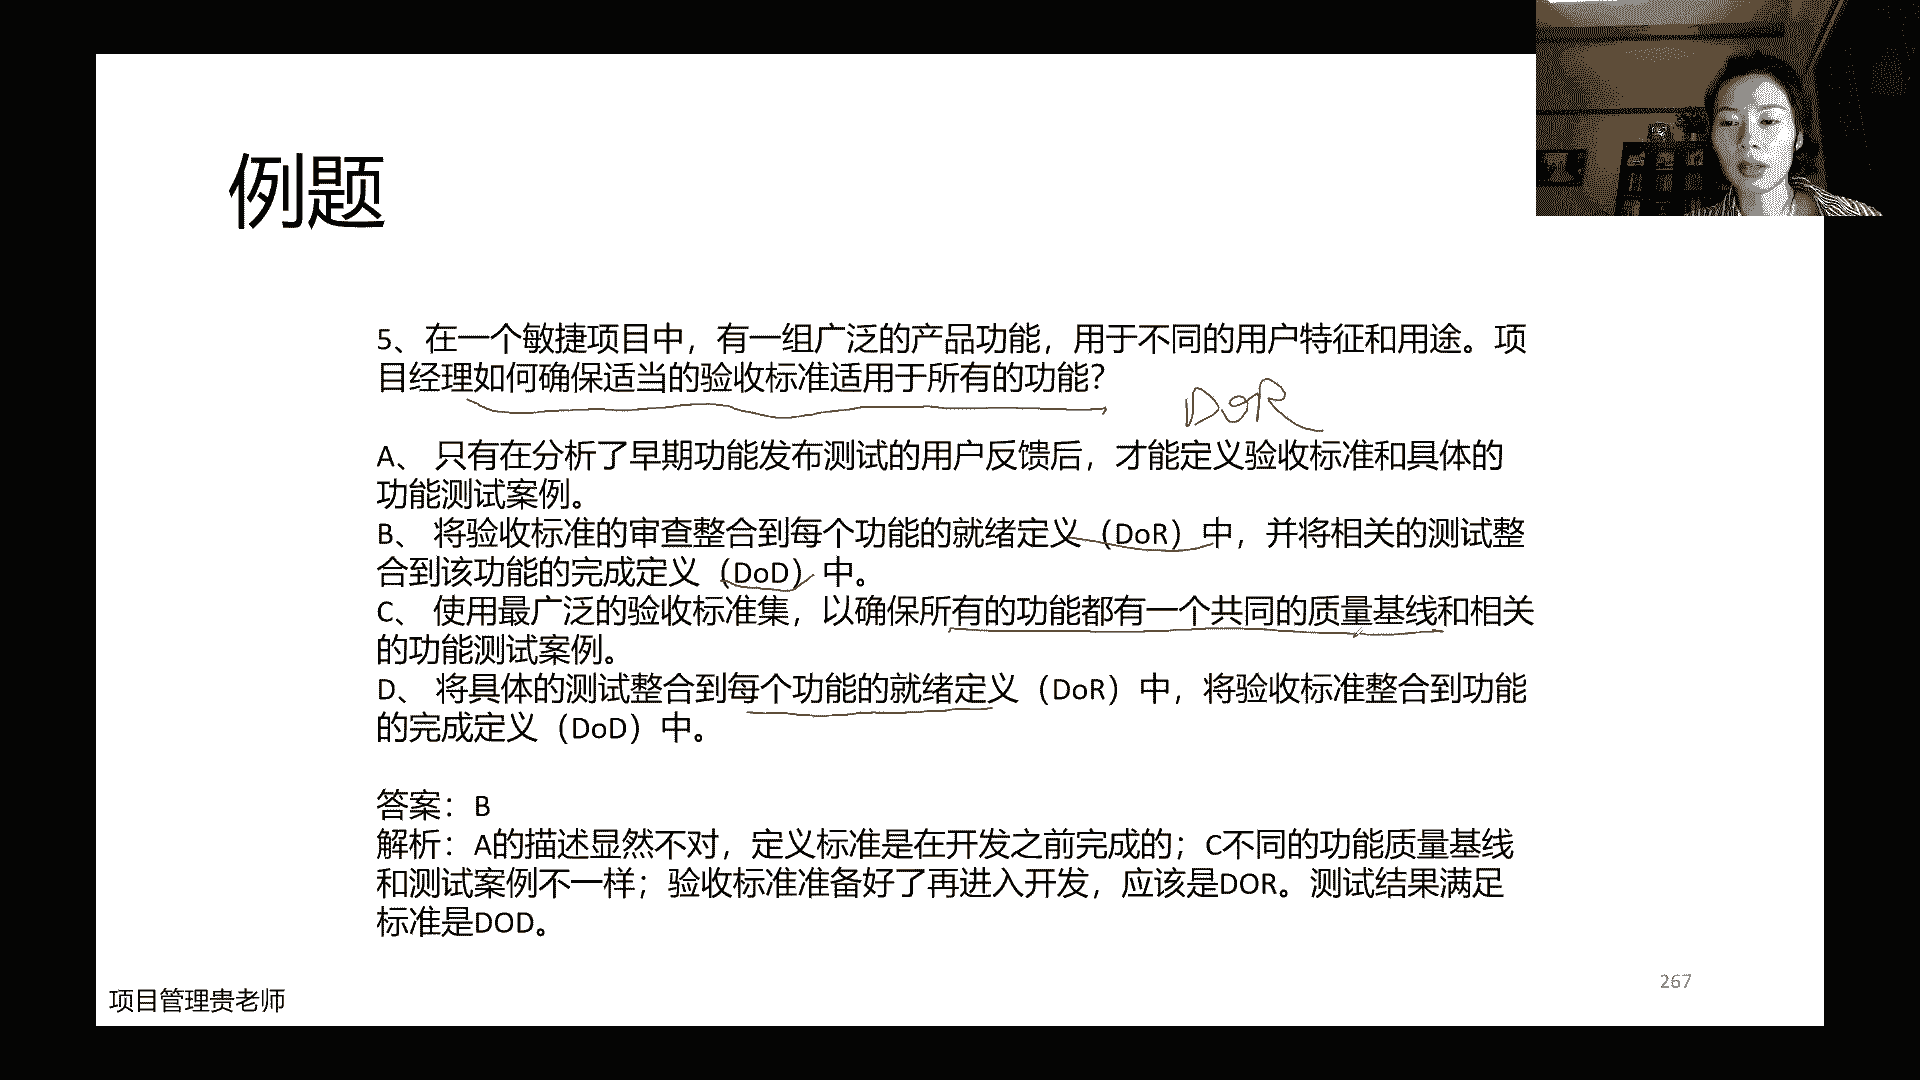 例题
5、在一个敏捷项目中，有一组广泛的产品功能，用于不同的用户特征和用途。项
目经理如何确保适当的验收标准适用于所有的功能？
DoR
A、 只有在分析了早期功能发布测试的用户反馈后，才能定义验收标准和具体的
功能测试案例。
B、 将验收标准的审查整合到每个功能的就绪定义（DoR）中，并将相关的测试整
合到该功能的完成定义（DoD）中。
C、 使用最广泛的验收标准集，以确保所有的功能都有一个共同的质量基线和相关
的功能测试案例。
D、 将具体的测试整合到每个功能的就绪定义（DoR）中，将验收标准整合到功能
的完成定义（DoD）中。
答案：B
解析：A的描述显然不对，定义标准是在开发之前完成的；C不同的功能质量基线
和测试案例不一样；验收标准准备好了再进入开发，应该是DOR。测试结果满足
标准是DOD。
267
项目管理贵老师